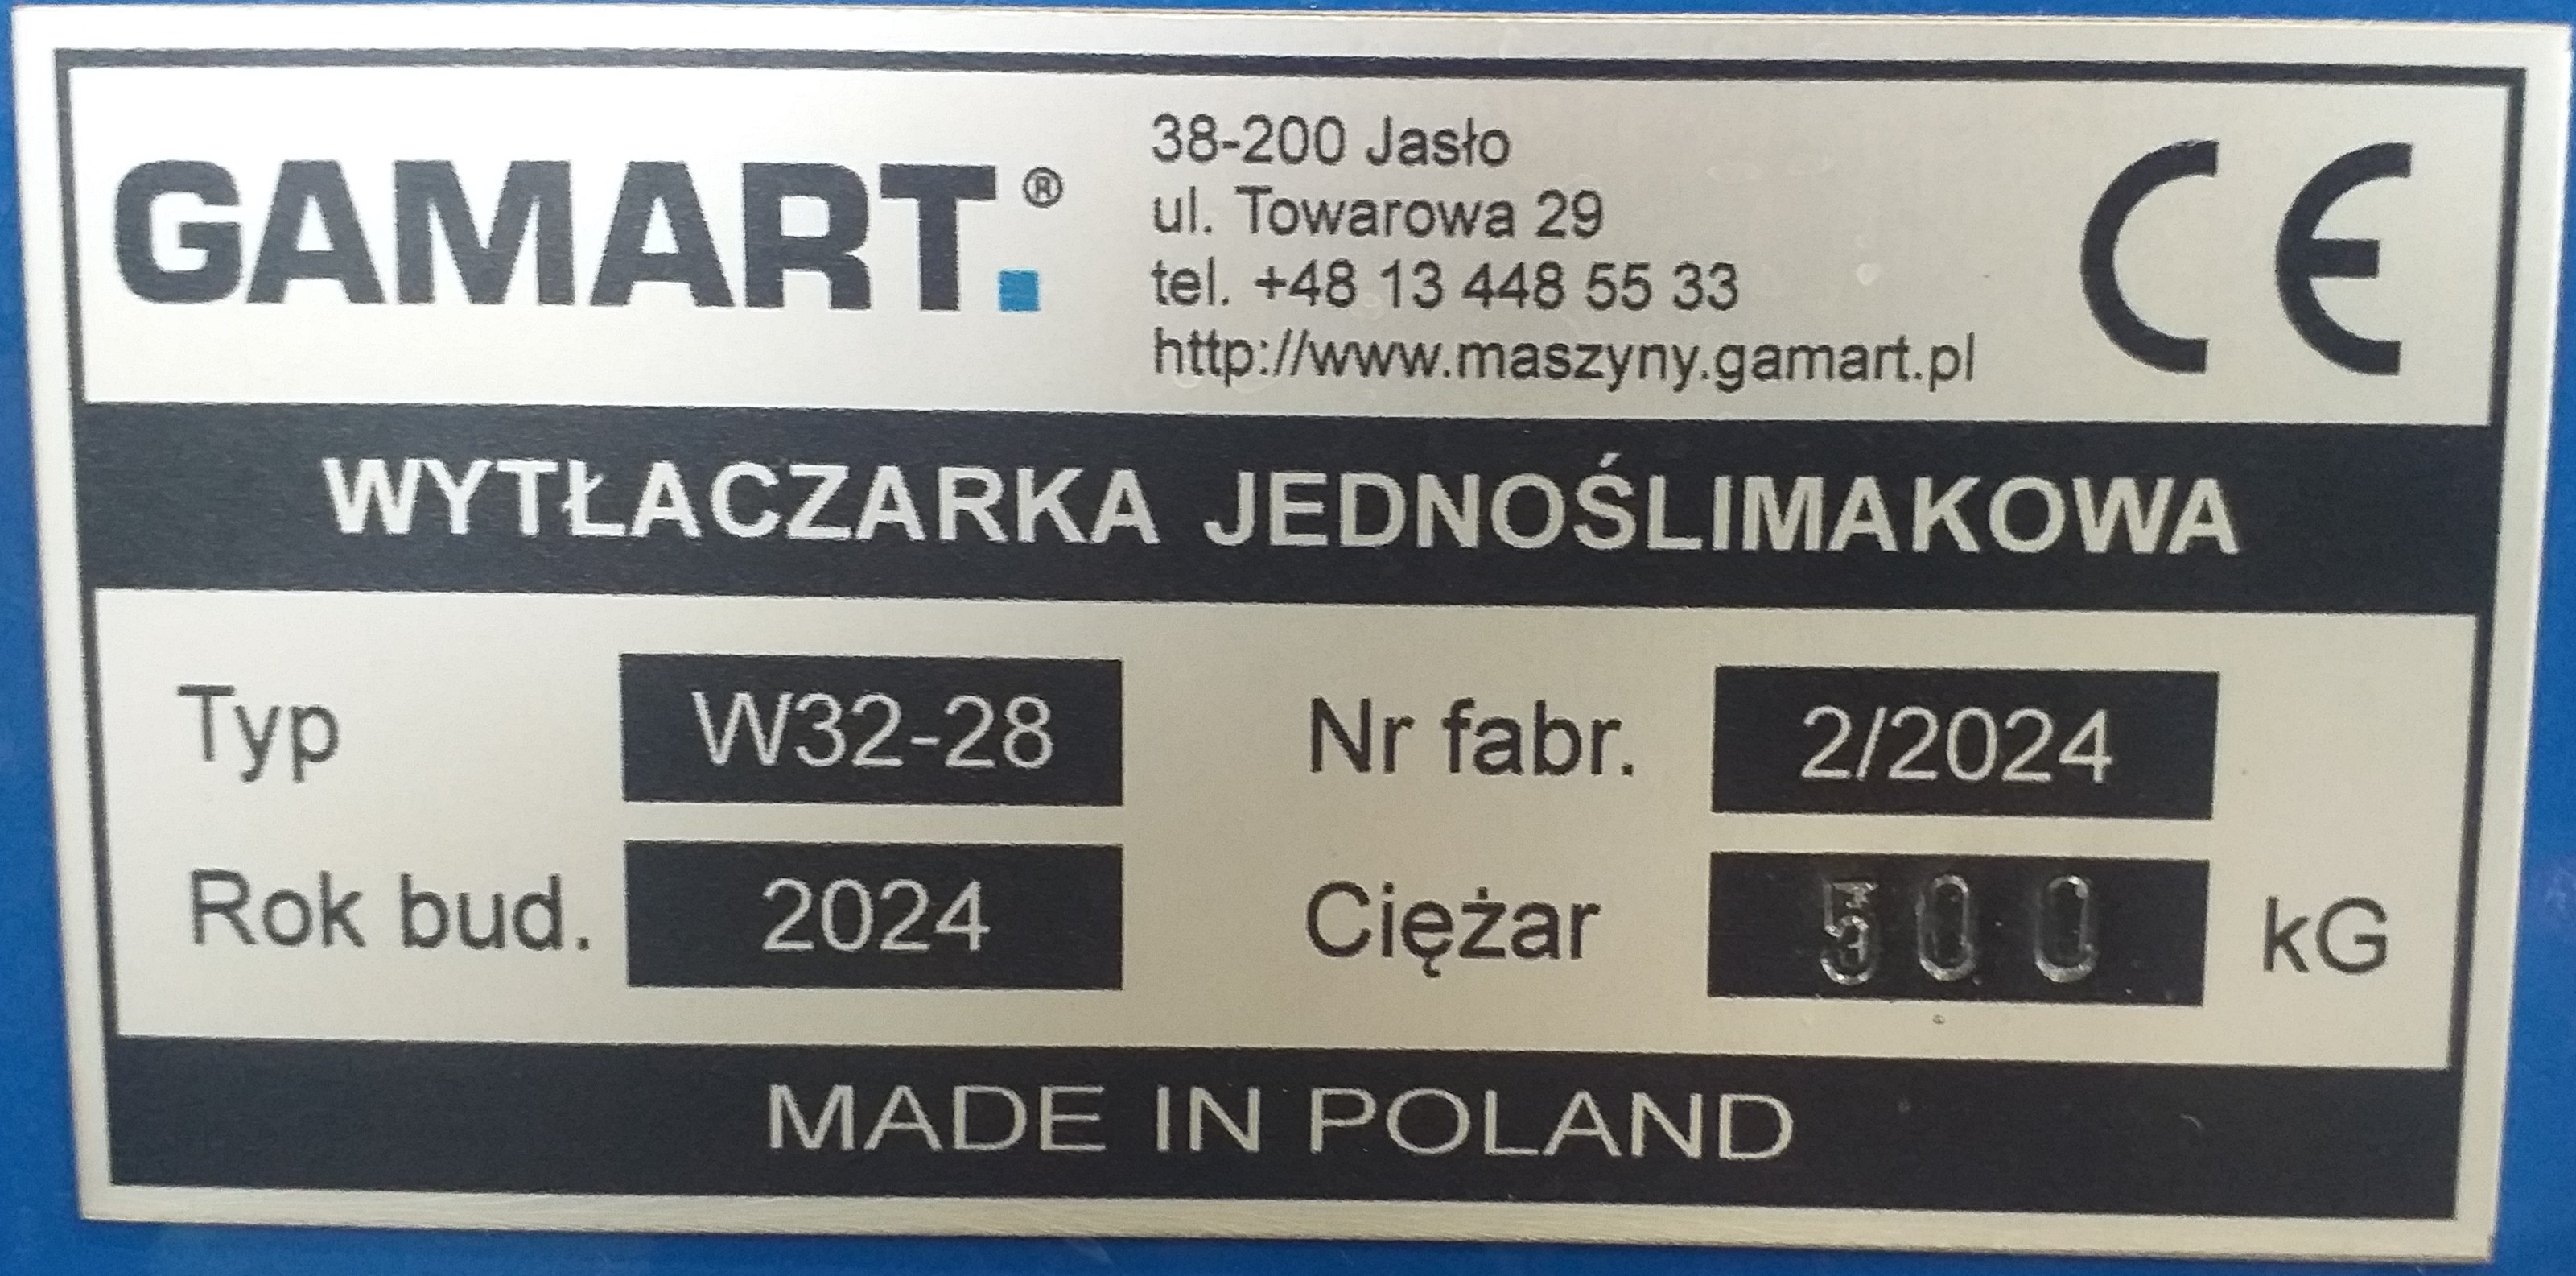 GAMART.®
38-200 Jasło
ul. Towarowa 29
tel. +48 13 448 55 33
http://www.maszyny.gamart.pl
CE
WYTŁACZARKA JEDNOŚLIMAKOWA
Typ W32-28 Nr fabr. 2/2024
Rok bud. 2024 Ciężar 500 kG
MADE IN POLAND